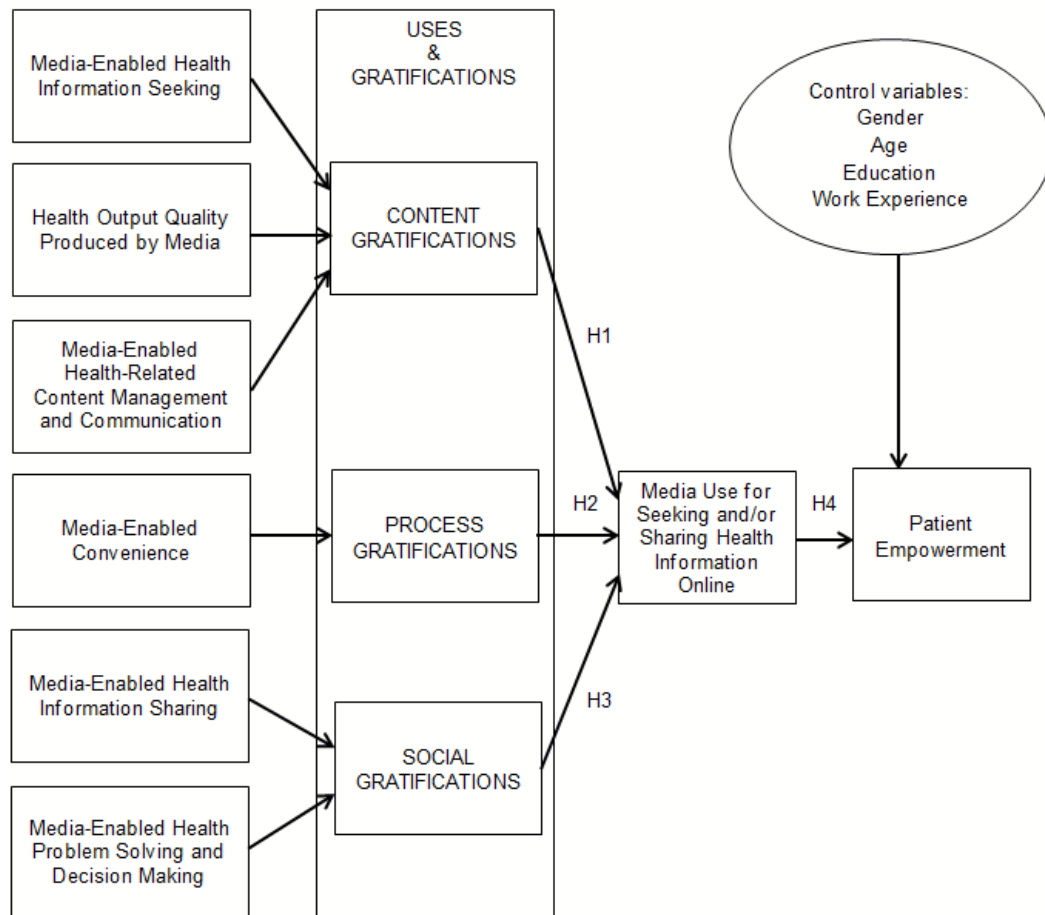 Media-Enabled Health
Information Seeking
Health Output Quality
Produced by Media
Media-Enabled
Health-Related
Content Management
and Communication
Media-Enabled
Convenience
Media-Enabled Health
Information Sharing
Media-Enabled Health
Problem Solving and
Decision Making
USES
&
GRATIFICATIONS
CONTENT
GRATIFICATIONS
PROCESS
GRATIFICATIONS
SOCIAL
GRATIFICATIONS
H1
H2
H3
Media Use for
Seeking and/or
Sharing Health
Information
Online
H4
Control variables:
Gender
Age
Education
Work Experience
Patient
Empowerment